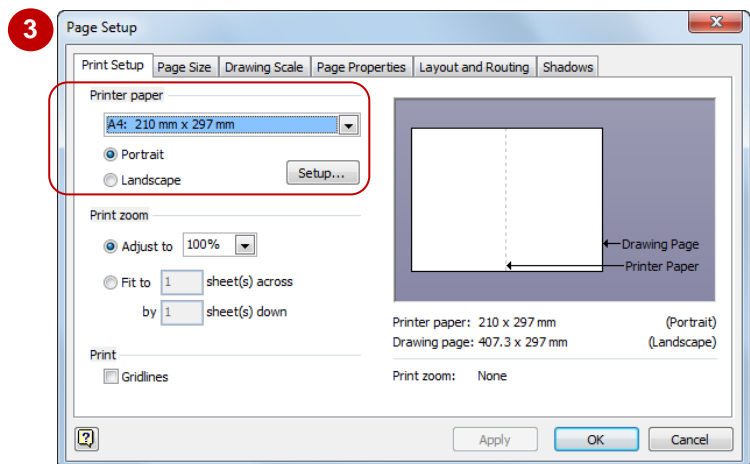 3
Page Setup
Print Setup Page Size Drawing Scale Page Properties Layout and Routing Shadows
Printer paper
A4: 210 mm x 297 mm
Portrait
Landscape
Setup...
Print zoom
Adjust to 100%
Fit to 1 sheet(s) across
by 1 sheet(s) down
Print
Gridlines
Drawing Page
Printer Paper
Printer paper: 210 x 297 mm (Portrait)
Drawing page: 407.3 x 297 mm (Landscape)
Print zoom: None
? Apply OK Cancel